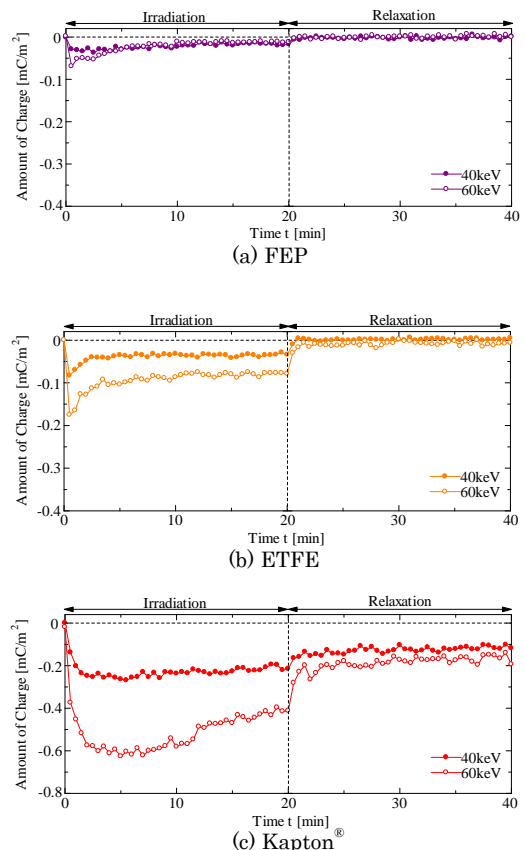 Irradiation Relaxation
0
-0.1
-0.2
-0.3
-0.4
Amount of Charge [mC/m²]
40keV
60keV
0 10 20 30 40
Time t [min]
(a) FEP
Irradiation Relaxation
0
-0.1
-0.2
-0.3
-0.4
Amount of Charge [mC/m²]
40keV
60keV
0 10 20 30 40
Time t [min]
(b) ETFE
Irradiation Relaxation
0
-0.2
-0.4
-0.6
-0.8
Amount of Charge [mC/m²]
40keV
60keV
0 10 20 30 40
Time t [min]
(c) Kapton®